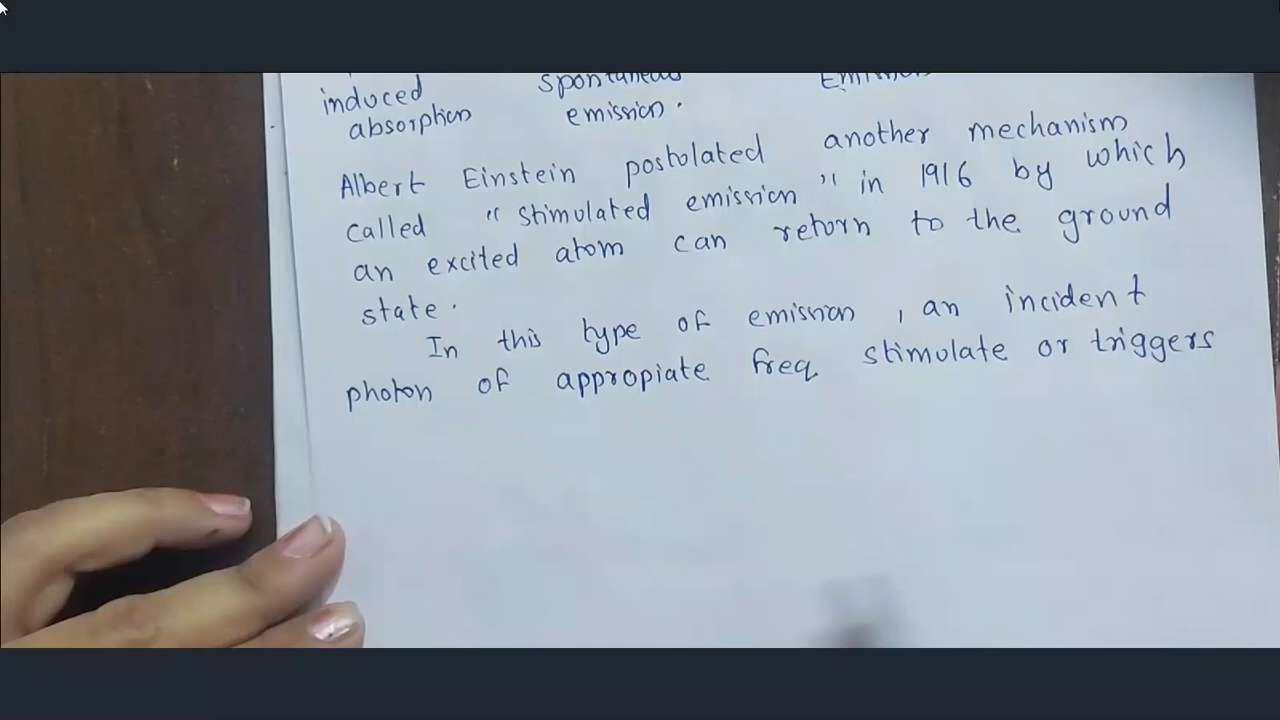 induced spontaneous
absorption emission.
Albert Einstein postolated another mechanism
called "stimulated emission" in 1916 by which
an excited atom can return to the ground
state.
In this type of emission, an incident
photon of appropiate freq stimulate or triggers